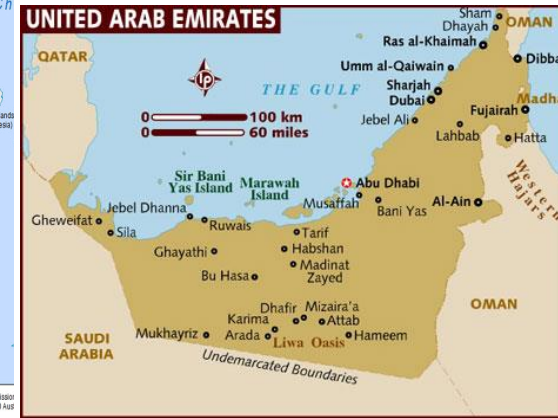 UNITED ARAB EMIRATES
Sham
OMAN
Dhayah
QATAR
Ras al-Khaimah
Umm al-Qaiwain
Dibba
THE GULF
Sharjah
Dubai
Madha
0 100 km
0 60 miles
Jebel Ali
Fujairah
Lahbab
Hatta
Western
Hajars
Sir Bani
Yas Island
Marawah
Island
Abu Dhabi
Musaffah
Bani Yas
Al-Ain
Jebel Dhanna
Gheweifat
Sila
Ruwais
Tarif
Ghayathi
Habshan
Madinat
Zayed
Bu Hasa
OMAN
Dhafir
Mizaira'a
Karima
Attab
SAUDI
ARABIA
Mukhayriz
Arada
Hameem
Liwa Oasis
Undemarcated Boundaries